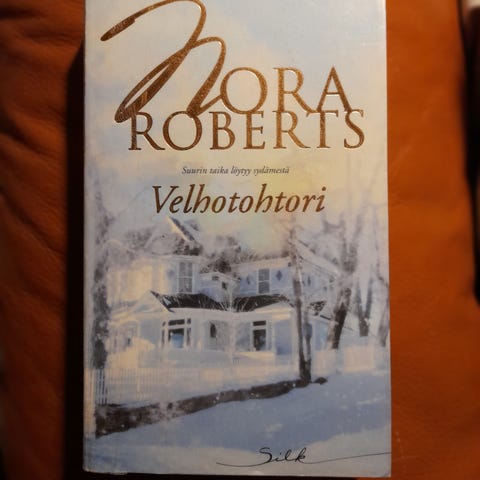 NORA
ROBERTS
Suurin taika löytyy sydämestä
Velhotohtori
Silk